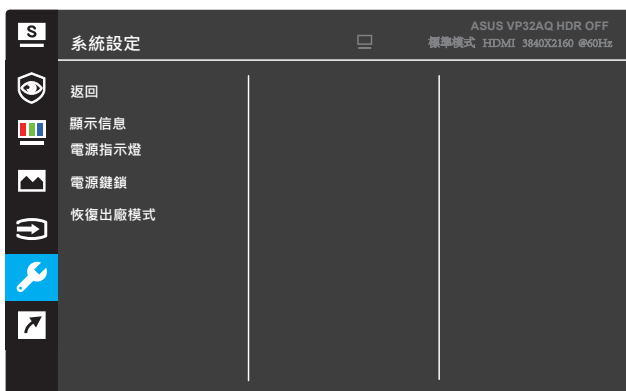 S
系統設定
ASUS VP32AQ HDR OFF
標準模式 HDMI 3840X2160 @60Hz
返回
顯示信息
電源指示燈
電源鍵鎖
恢復出廠模式